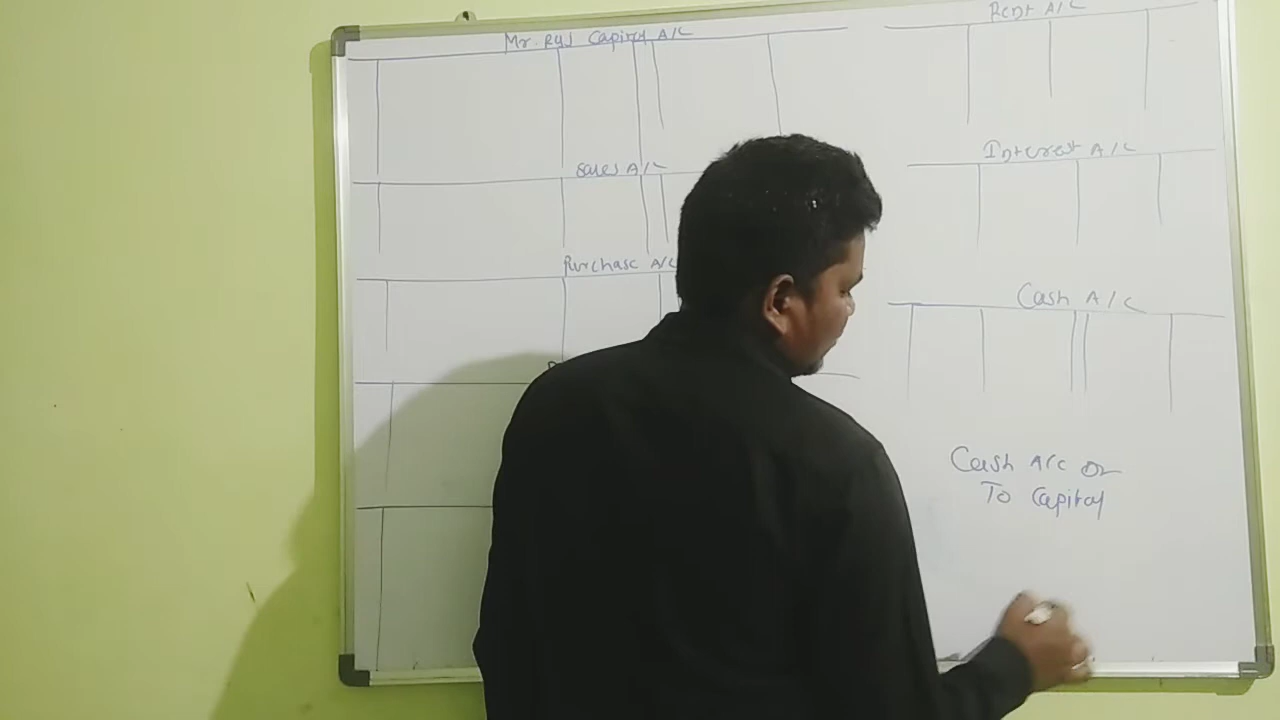 Mr. Raj Capital A/C
Sales A/C
Purchase A/C
Rent A/C
Interest A/C
Cash A/C
Cash A/c Dr
To Capital